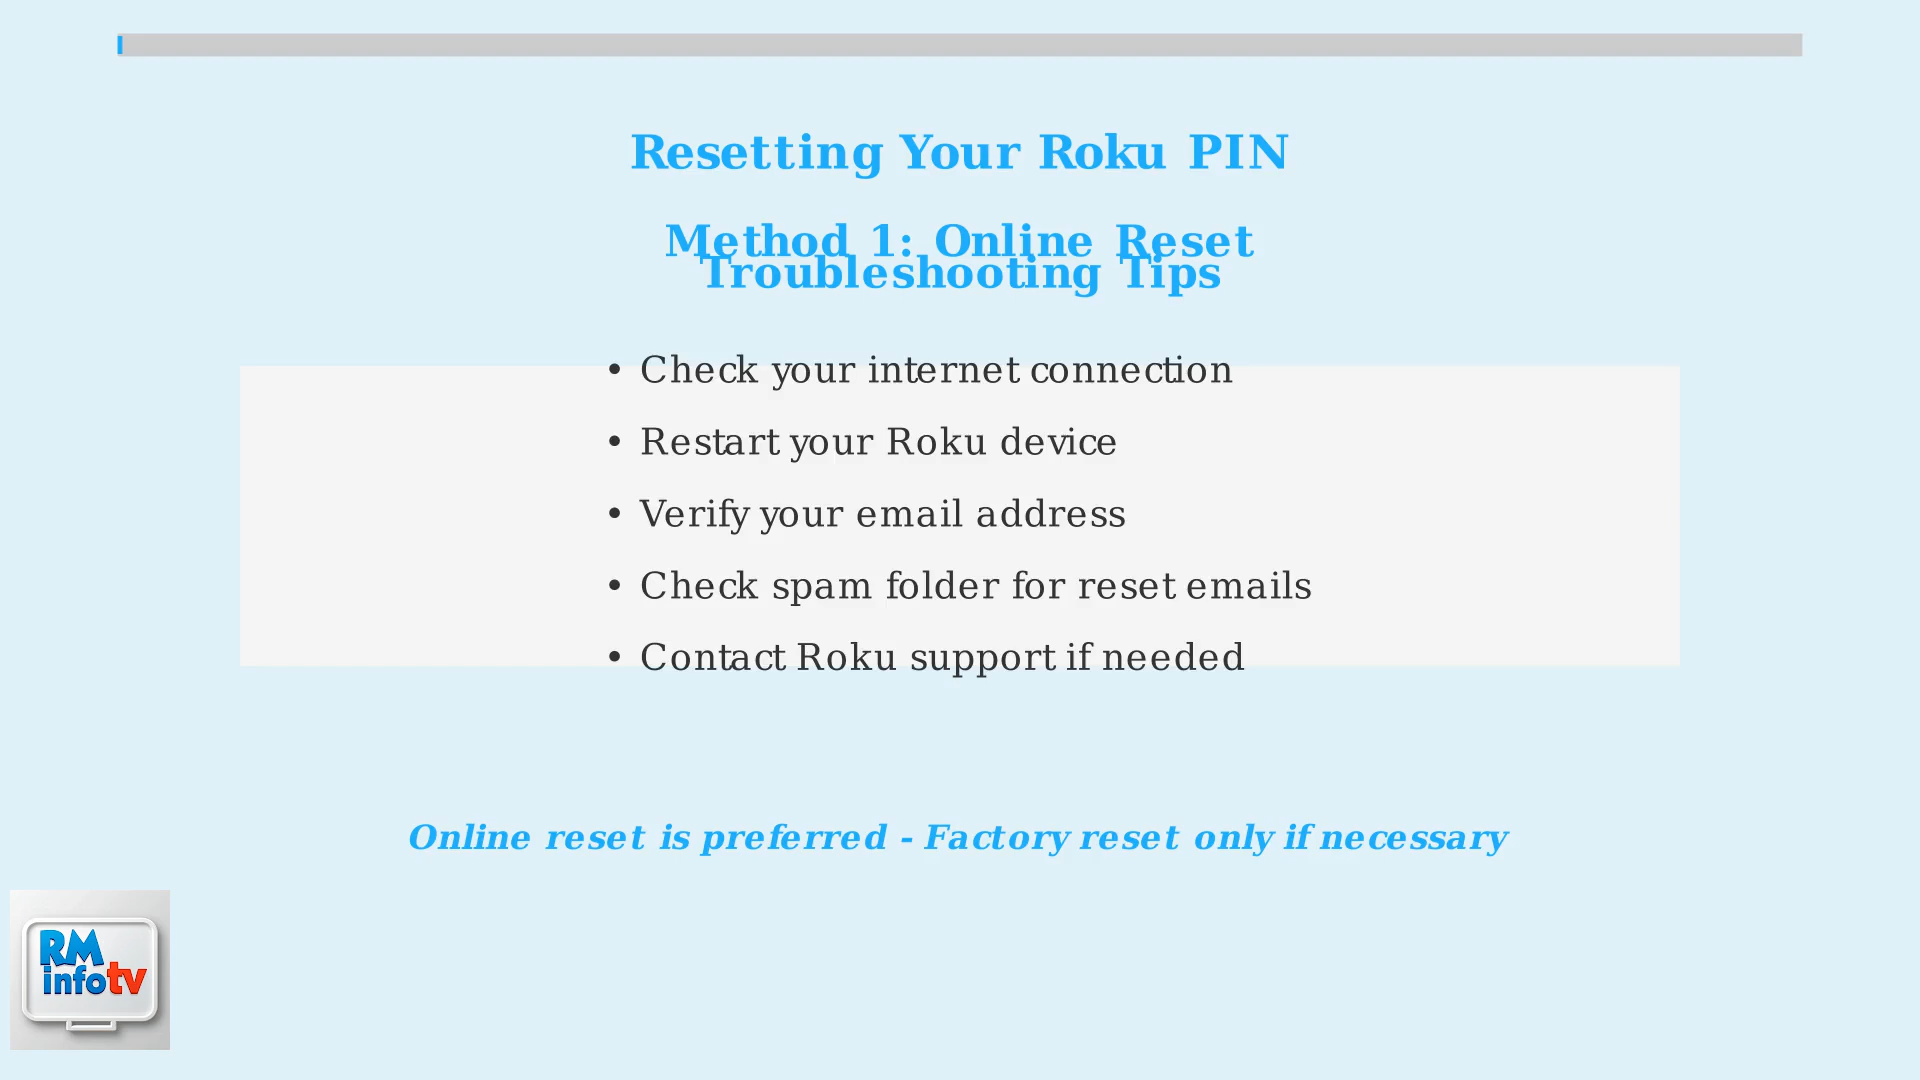 Resetting Your Roku PIN
Method 1: Online Reset
Troubleshooting Tips
• Check your internet connection
• Restart your Roku device
• Verify your email address
• Check spam folder for reset emails
• Contact Roku support if needed
Online reset is preferred - Factory reset only if necessary
RM
infotv